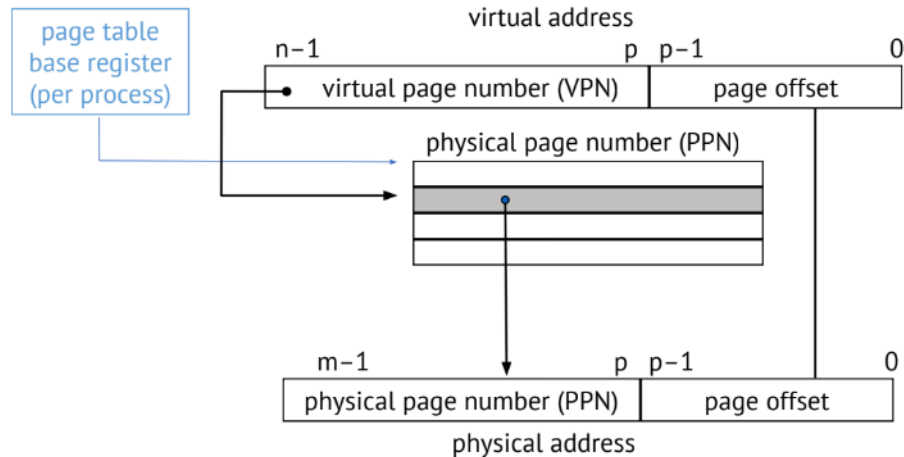 virtual address
page table
base register
(per process)
n–1 p p–1 0
virtual page number (VPN) page offset
physical page number (PPN)
m–1 p p–1 0
physical page number (PPN) page offset
physical address